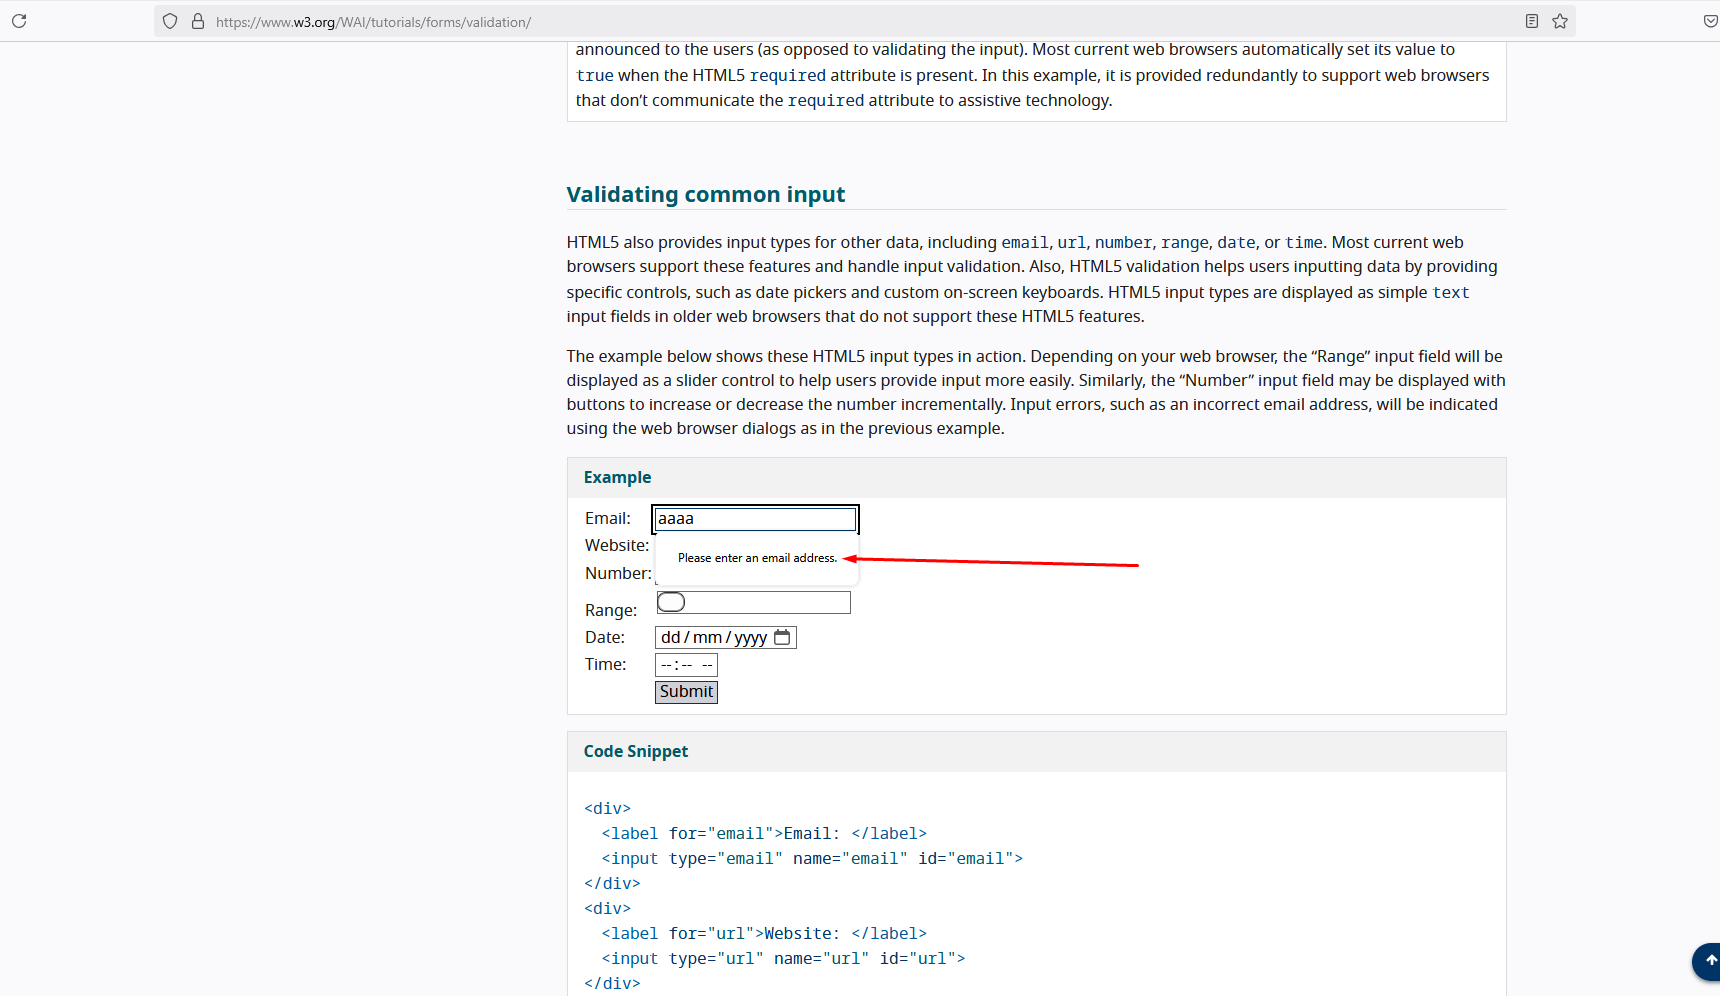 https://www.w3.org/WAI/tutorials/forms/validation/
announced to the users (as opposed to validating the input). Most current web browsers automatically set its value to
true when the HTML5 required attribute is present. In this example, it is provided redundantly to support web browsers
that don’t communicate the required attribute to assistive technology.
Validating common input
HTML5 also provides input types for other data, including email, url, number, range, date, or time. Most current web
browsers support these features and handle input validation. Also, HTML5 validation helps users inputting data by providing
specific controls, such as date pickers and custom on-screen keyboards. HTML5 input types are displayed as simple text
input fields in older web browsers that do not support these HTML5 features.
The example below shows these HTML5 input types in action. Depending on your web browser, the “Range” input field will be
displayed as a slider control to help users provide input more easily. Similarly, the “Number” input field may be displayed with
buttons to increase or decrease the number incrementally. Input errors, such as an incorrect email address, will be indicated
using the web browser dialogs as in the previous example.
Example
Email: aaaa
Website:
Please enter an email address.
Number:
Range:
Date: dd/mm/yyyy
Time: --:-- --
Submit
Code Snippet
<div>
  <label for="email">Email: </label>
  <input type="email" name="email" id="email">
</div>
<div>
  <label for="url">Website: </label>
  <input type="url" name="url" id="url">
</div>